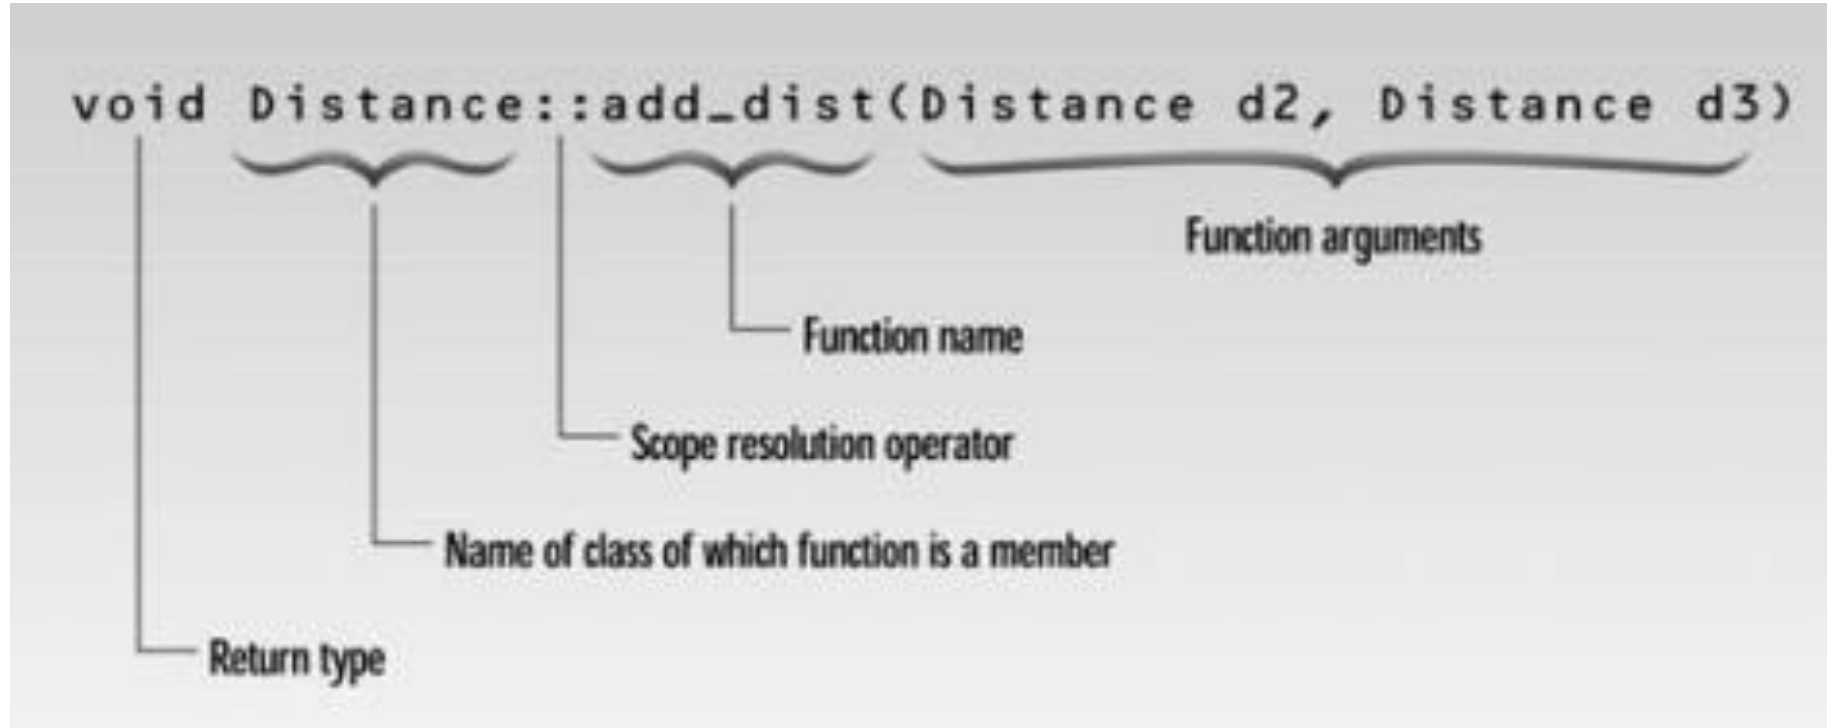 void Distance::add_dist(Distance d2, Distance d3)
Function arguments
Function name
Scope resolution operator
Name of class of which function is a member
Return type